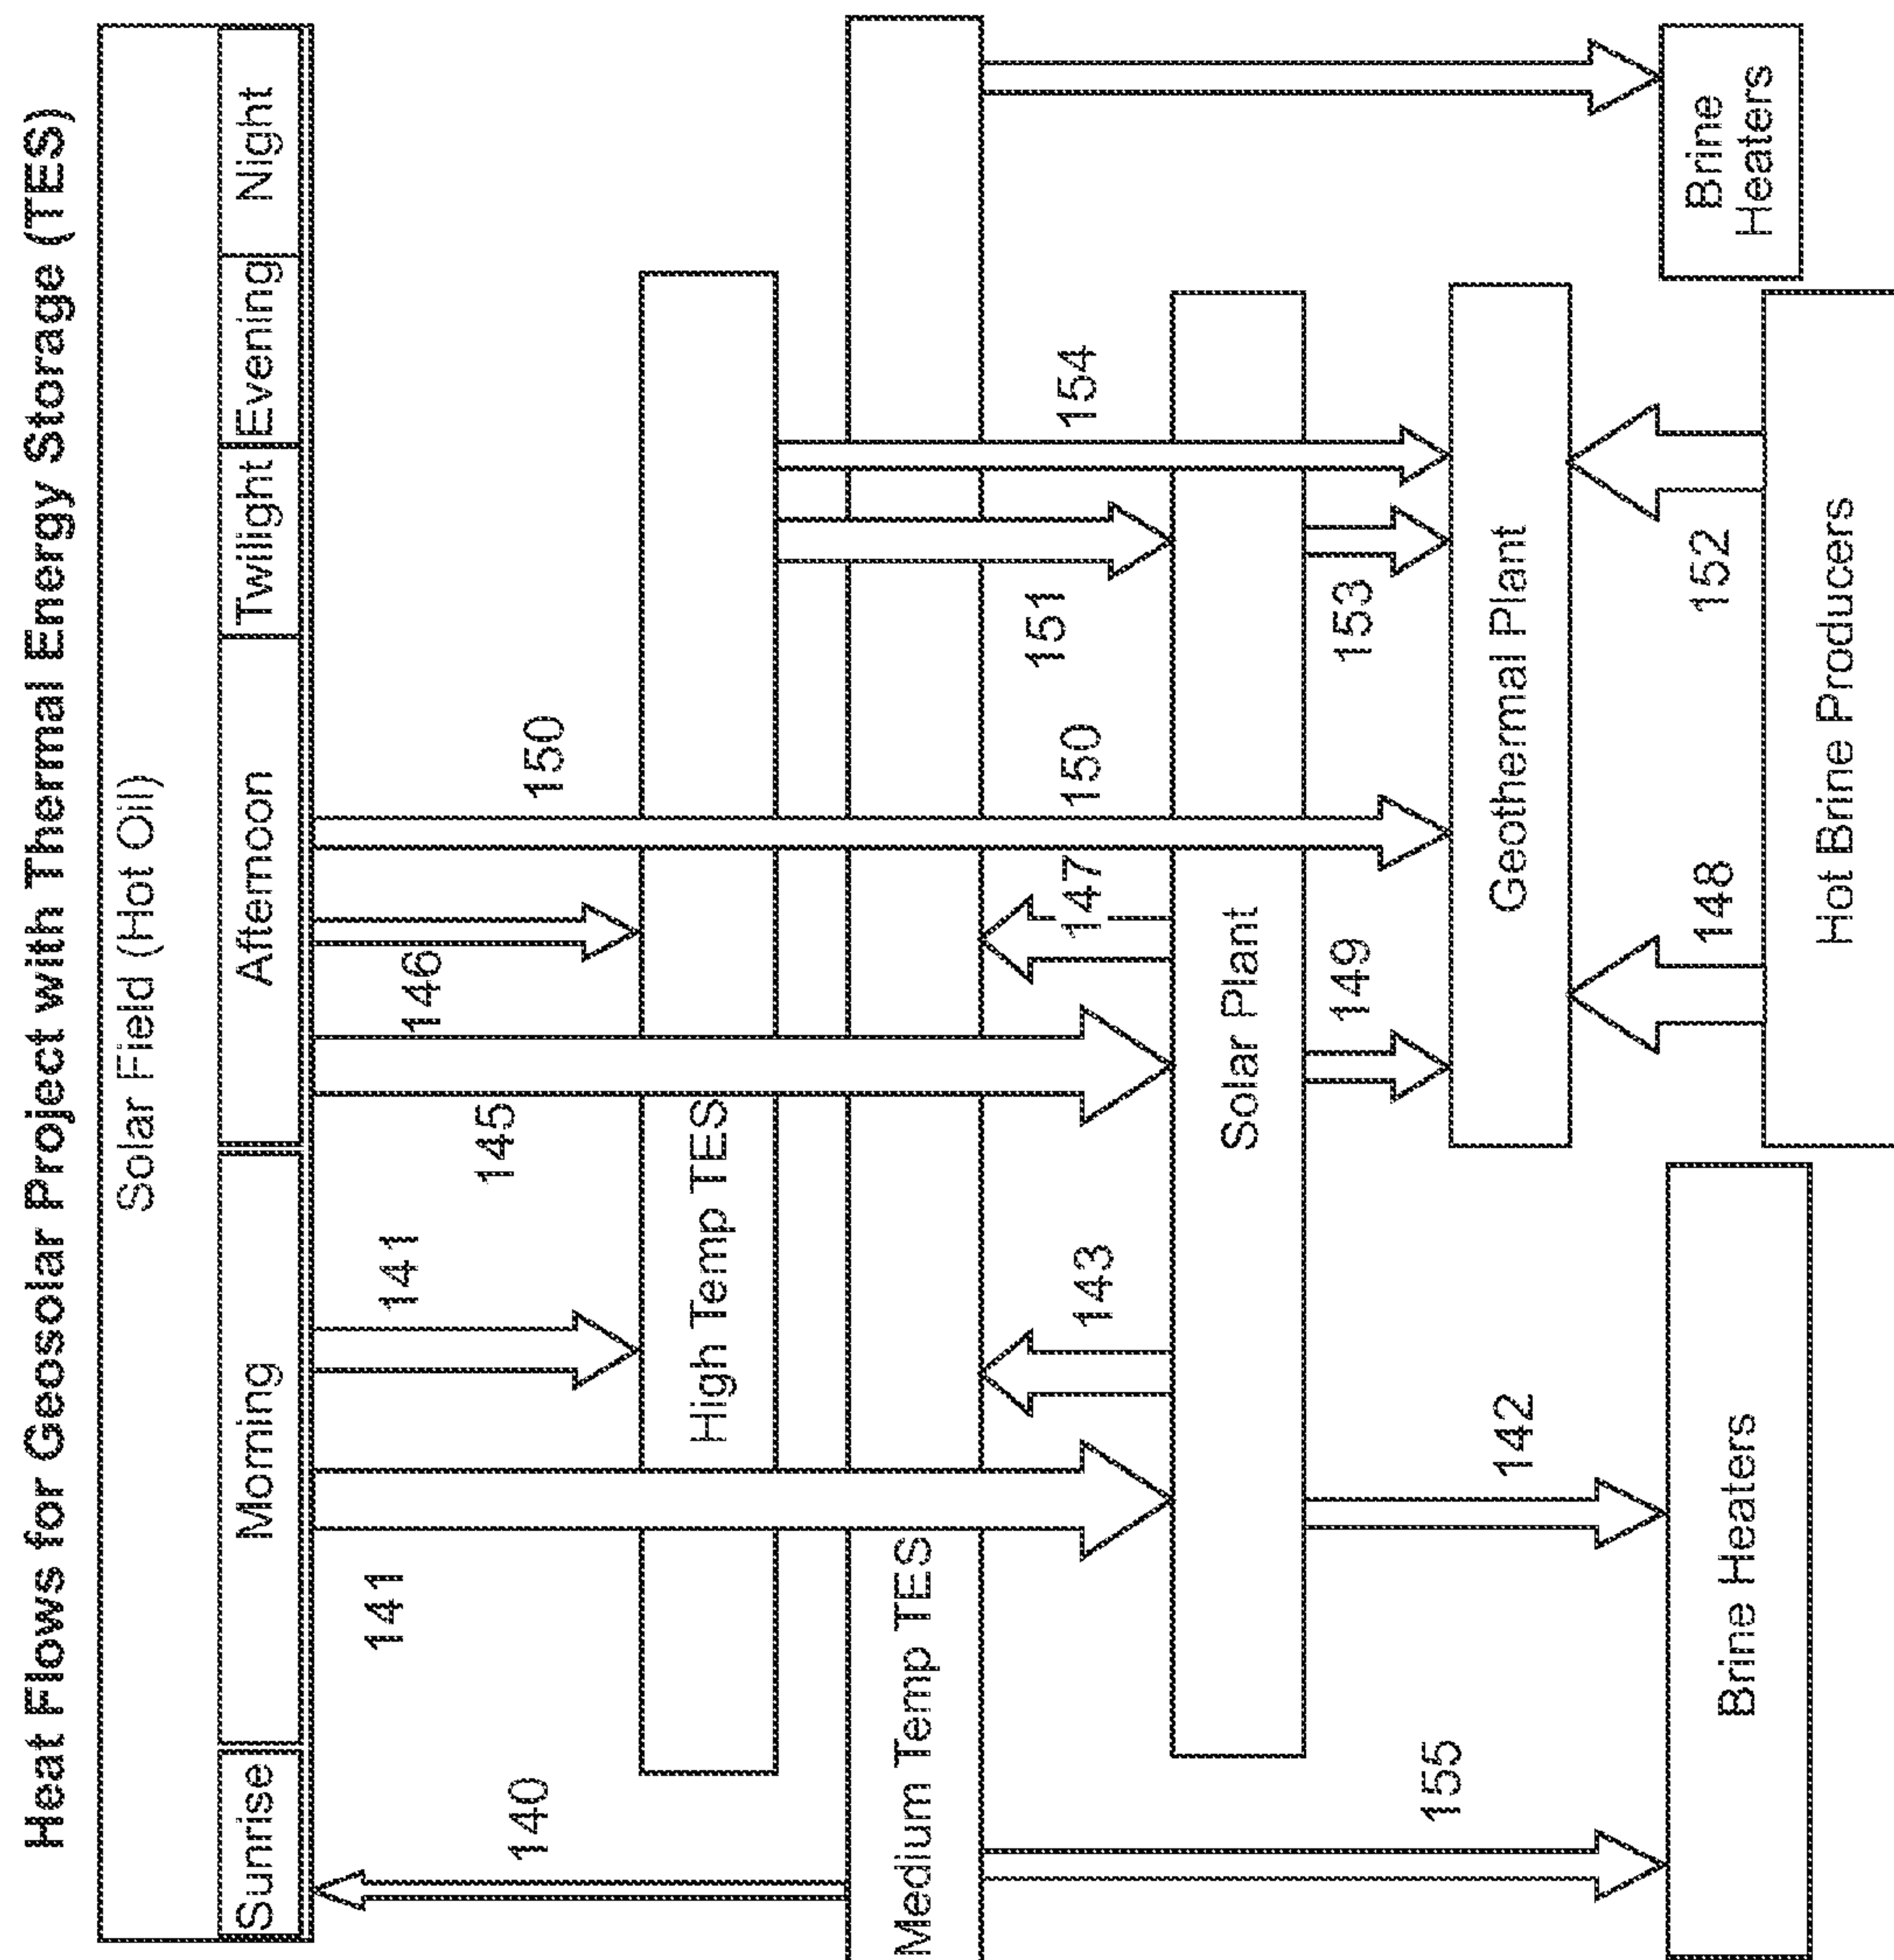 Heat Flows for Geosolar Project with Thermal Energy Storage (TES)
Solar Field (Hot Oil)
Sunrise
Morning
Afternoon
Twilight
Evening
Night
140
141
141
145
146
150
High Temp TES
Medium Temp TES
143
147
150
151
154
Solar Plant
155
142
149
153
Geothermal Plant
148
152
Brine Heaters
Hot Brine Producers
Brine
Heaters